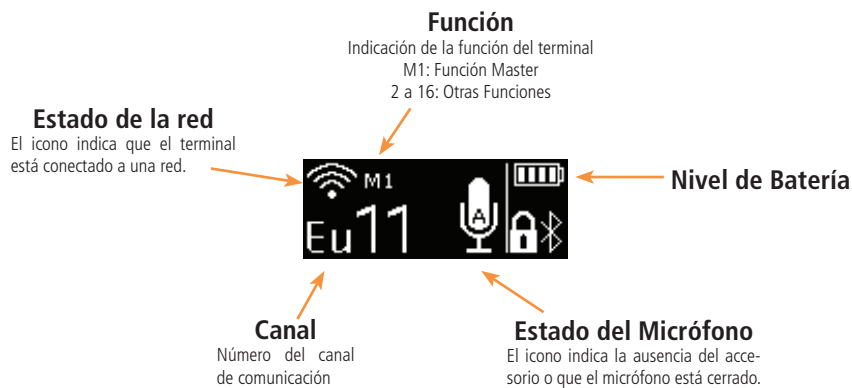 Función
Indicación de la función del terminal
M1: Función Master
2 a 16: Otras Funciones
Estado de la red
El icono indica que el terminal
está conectado a una red.
M1
Eu11
A
Nivel de Batería
Canal
Número del canal
de comunicación
Estado del Micrófono
El icono indica la ausencia del acce-
sorio o que el micrófono está cerrado.